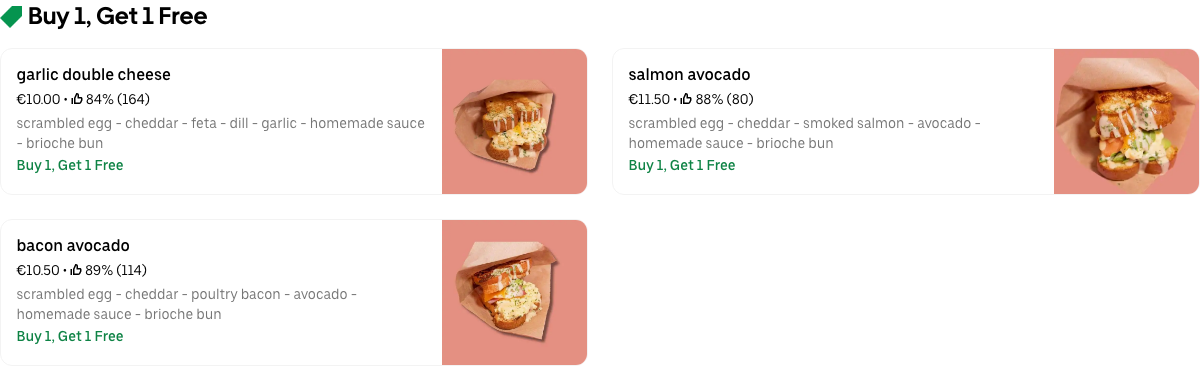 Buy 1, Get 1 Free
garlic double cheese
€10.00 • 84% (164)
scrambled egg - cheddar - feta - dill - garlic - homemade sauce
- brioche bun
Buy 1, Get 1 Free
salmon avocado
€11.50 • 88% (80)
scrambled egg - cheddar - smoked salmon - avocado -
homemade sauce - brioche bun
Buy 1, Get 1 Free
bacon avocado
€10.50 • 89% (114)
scrambled egg - cheddar - poultry bacon - avocado -
homemade sauce - brioche bun
Buy 1, Get 1 Free